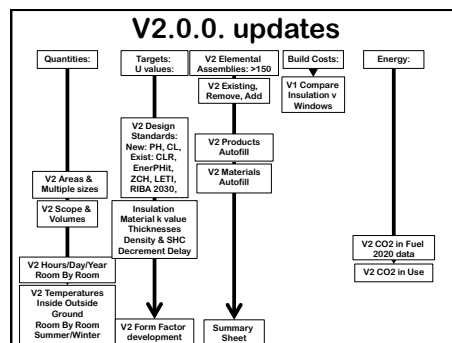 V2.0.0. updates
Quantities:
V2 Areas &
Multiple sizes
V2 Scope &
Volumes
V2 Hours/Day/Year
Room By Room
V2 Temperatures
Inside Outside
Ground
Room By Room
Summer/Winter
Targets:
U values:
V2 Design
Standards:
New: PH, CL,
Exist: CLR,
EnerPHit,
ZCH, LETI,
RIBA 2030,
Insulation
Material k value
Thicknesses
Density & SHC
Decrement Delay
V2 Form Factor
development
V2 Elemental
Assemblies: >150
V2 Existing,
Remove, Add
V2 Products
Autofill
V2 Materials
Autofill
Summary
Sheet
Build Costs:
V1 Compare
Insulation v
Windows
Energy:
V2 CO2 in Fuel
2020 data
V2 CO2 in Use